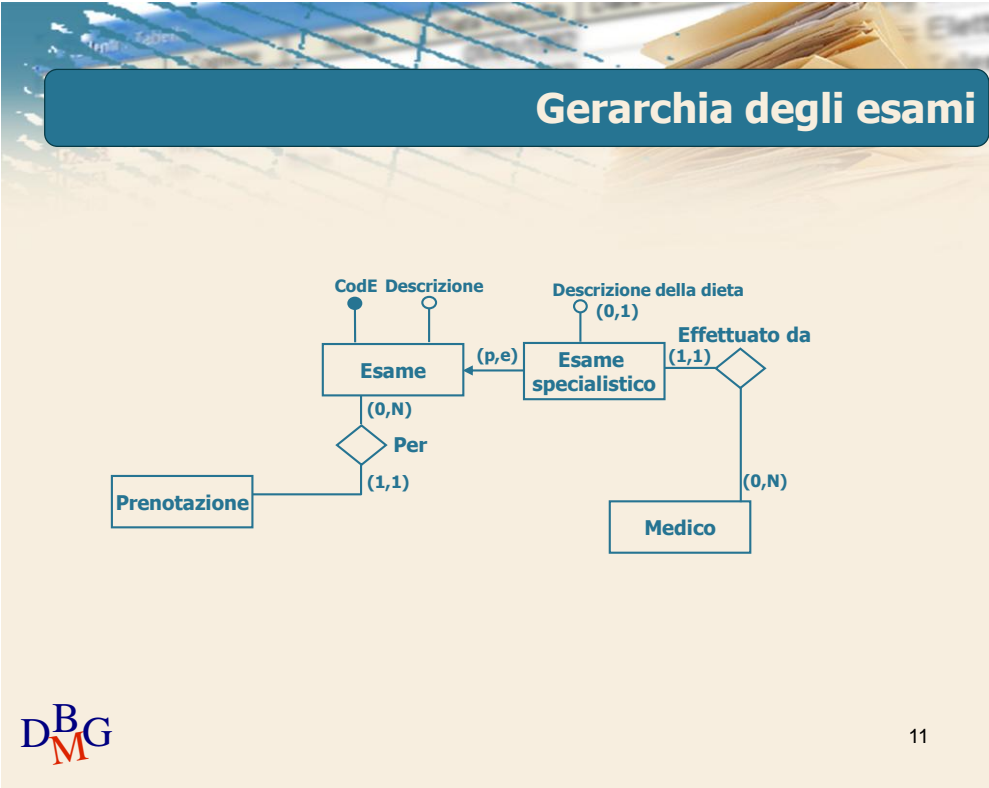 Gerarchia degli esami
CodE Descrizione
Descrizione della dieta
(0,1)
Effettuato da
Esame
(p,e)
Esame
specialistico
(1,1)
(0,N)
Per
(1,1)
Prenotazione
(0,N)
Medico
DBMG
11